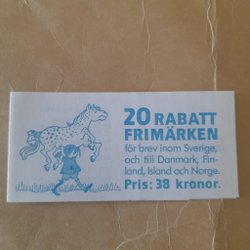 20 RABATT
FRIMÄRKEN
för brev inom Sverige,
och till Danmark, Fin-
land, Island och Norge.
Pris: 38 kronor.